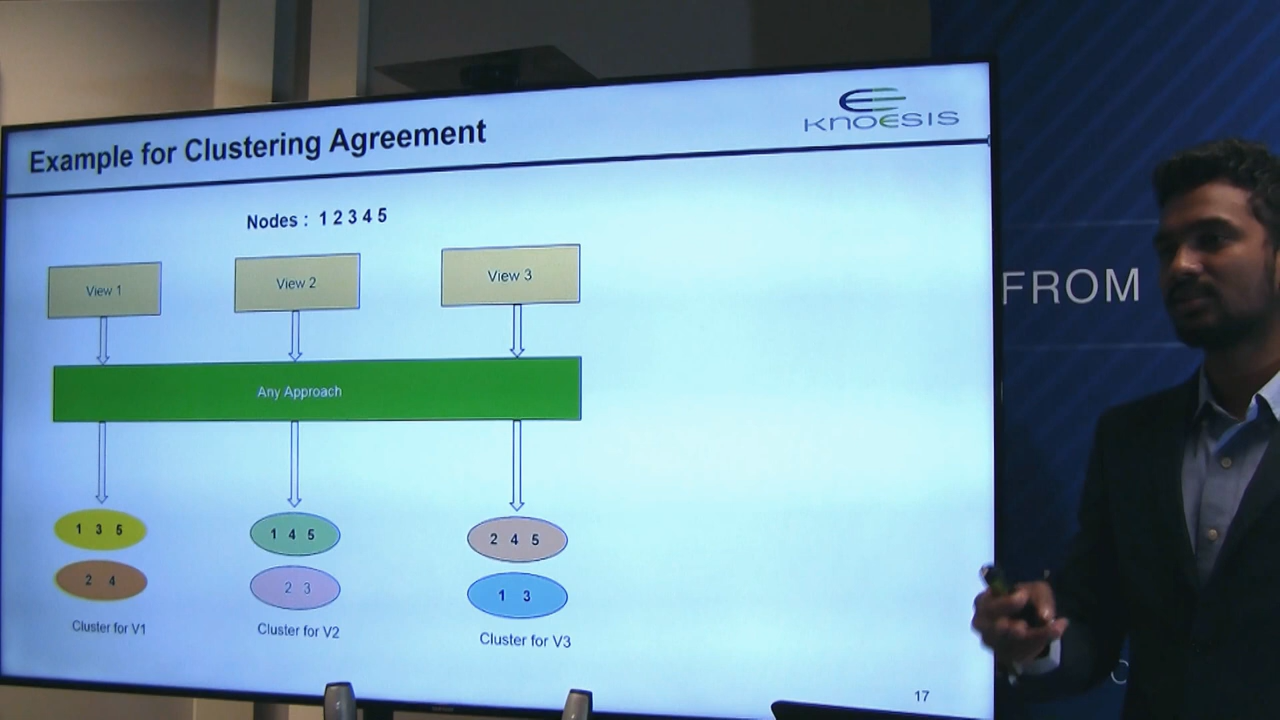 Example for Clustering Agreement
KNOESIS
Nodes : 1 2 3 4 5
View 1
View 2
View 3
Any Approach
1 3 5
1 4 5
2 4 5
2 4
2 3
1 3
Cluster for V1
Cluster for V2
Cluster for V3
17
FROM